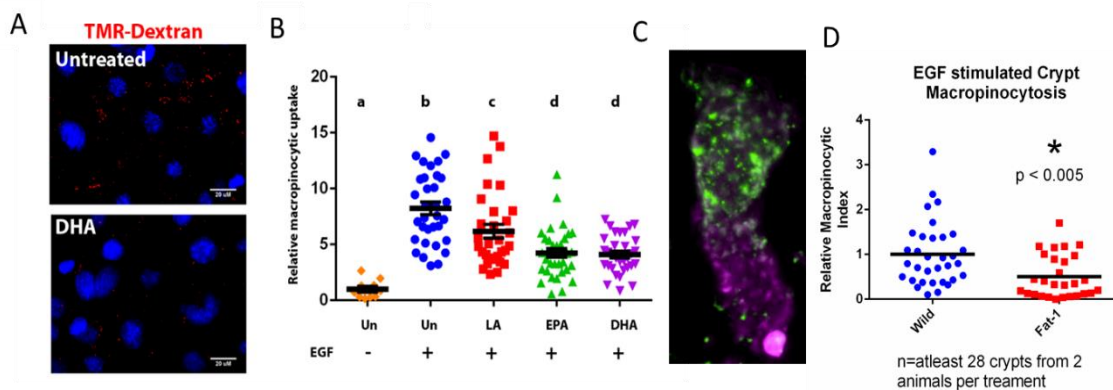 A
TMR-Dextran
Untreated
20 uM
DHA
20 uM
B
Relative macropinocytic uptake
20
15
10
5
0
a
b
c
d
d
Un
Un
LA
EPA
DHA
EGF
-
+
+
+
+
C
D
EGF stimulated Crypt
Macropinocytosis
Relative Macropinocytic
Index
4
3
2
1
0
*
p < 0.005
Wild
Fat-1
n=atleast 28 crypts from 2
animals per treament